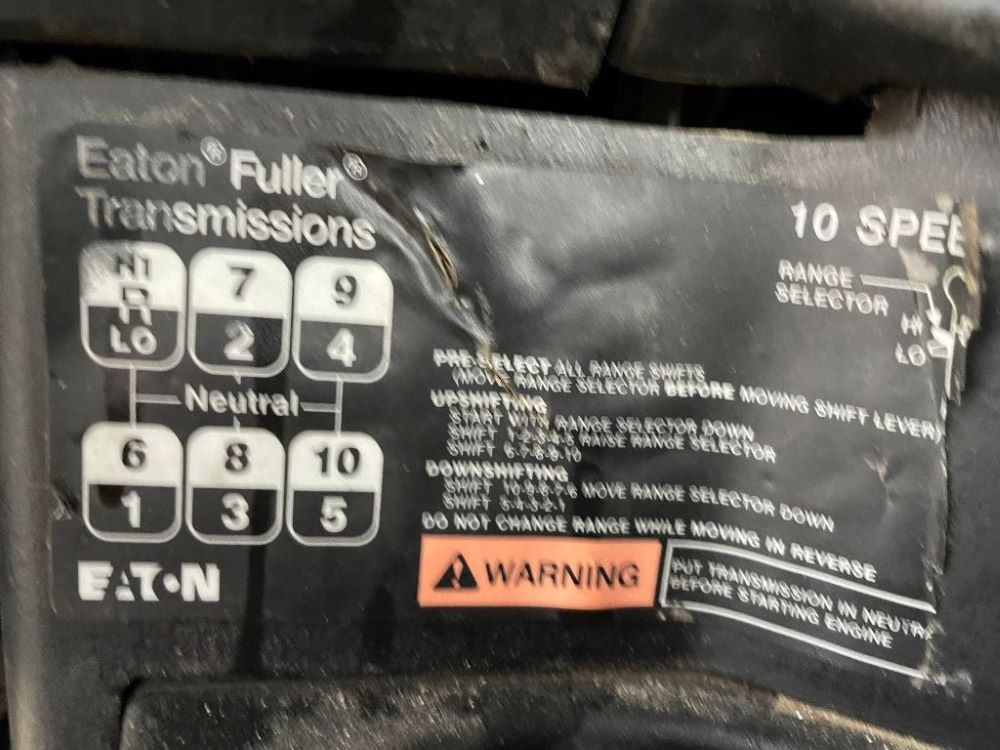 Eaton® Fuller®
Transmissions
HI
R
LO
7
2
9
4
Neutral
6
1
8
3
10
5
EATON
10 SPEE
RANGE
SELECTOR
HI
LO
PRE-SELECT ALL RANGE SHIFTS
(MOVE RANGE SELECTOR BEFORE MOVING SHIFT LEVER)
UPSHIFTING
START WITH RANGE SELECTOR DOWN
SHIFT 1-2-3-4-5 RAISE RANGE SELECTOR
SHIFT 6-7-8-9-10
DOWNSHIFTING
SHIFT 10-9-8-7-6 MOVE RANGE SELECTOR DOWN
SHIFT 5-4-3-2-1
DO NOT CHANGE RANGE WHILE MOVING IN REVERSE
WARNING
PUT TRANSMISSION IN NEUTRA
BEFORE STARTING ENGINE